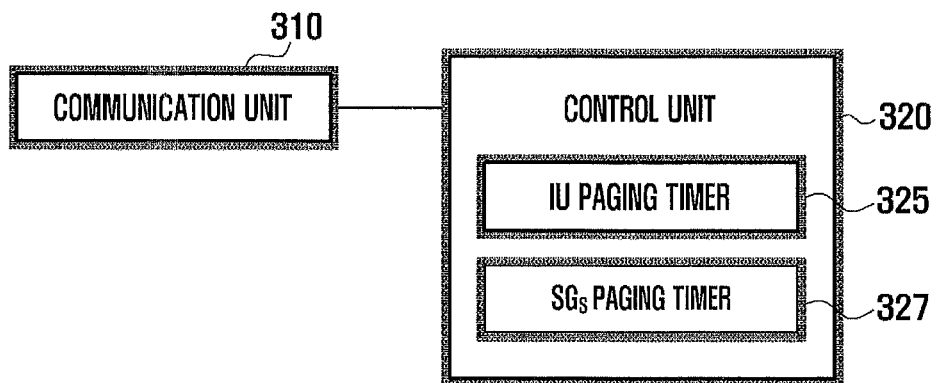 310
COMMUNICATION UNIT
CONTROL UNIT
320
IU PAGING TIMER
325
SGs PAGING TIMER
327